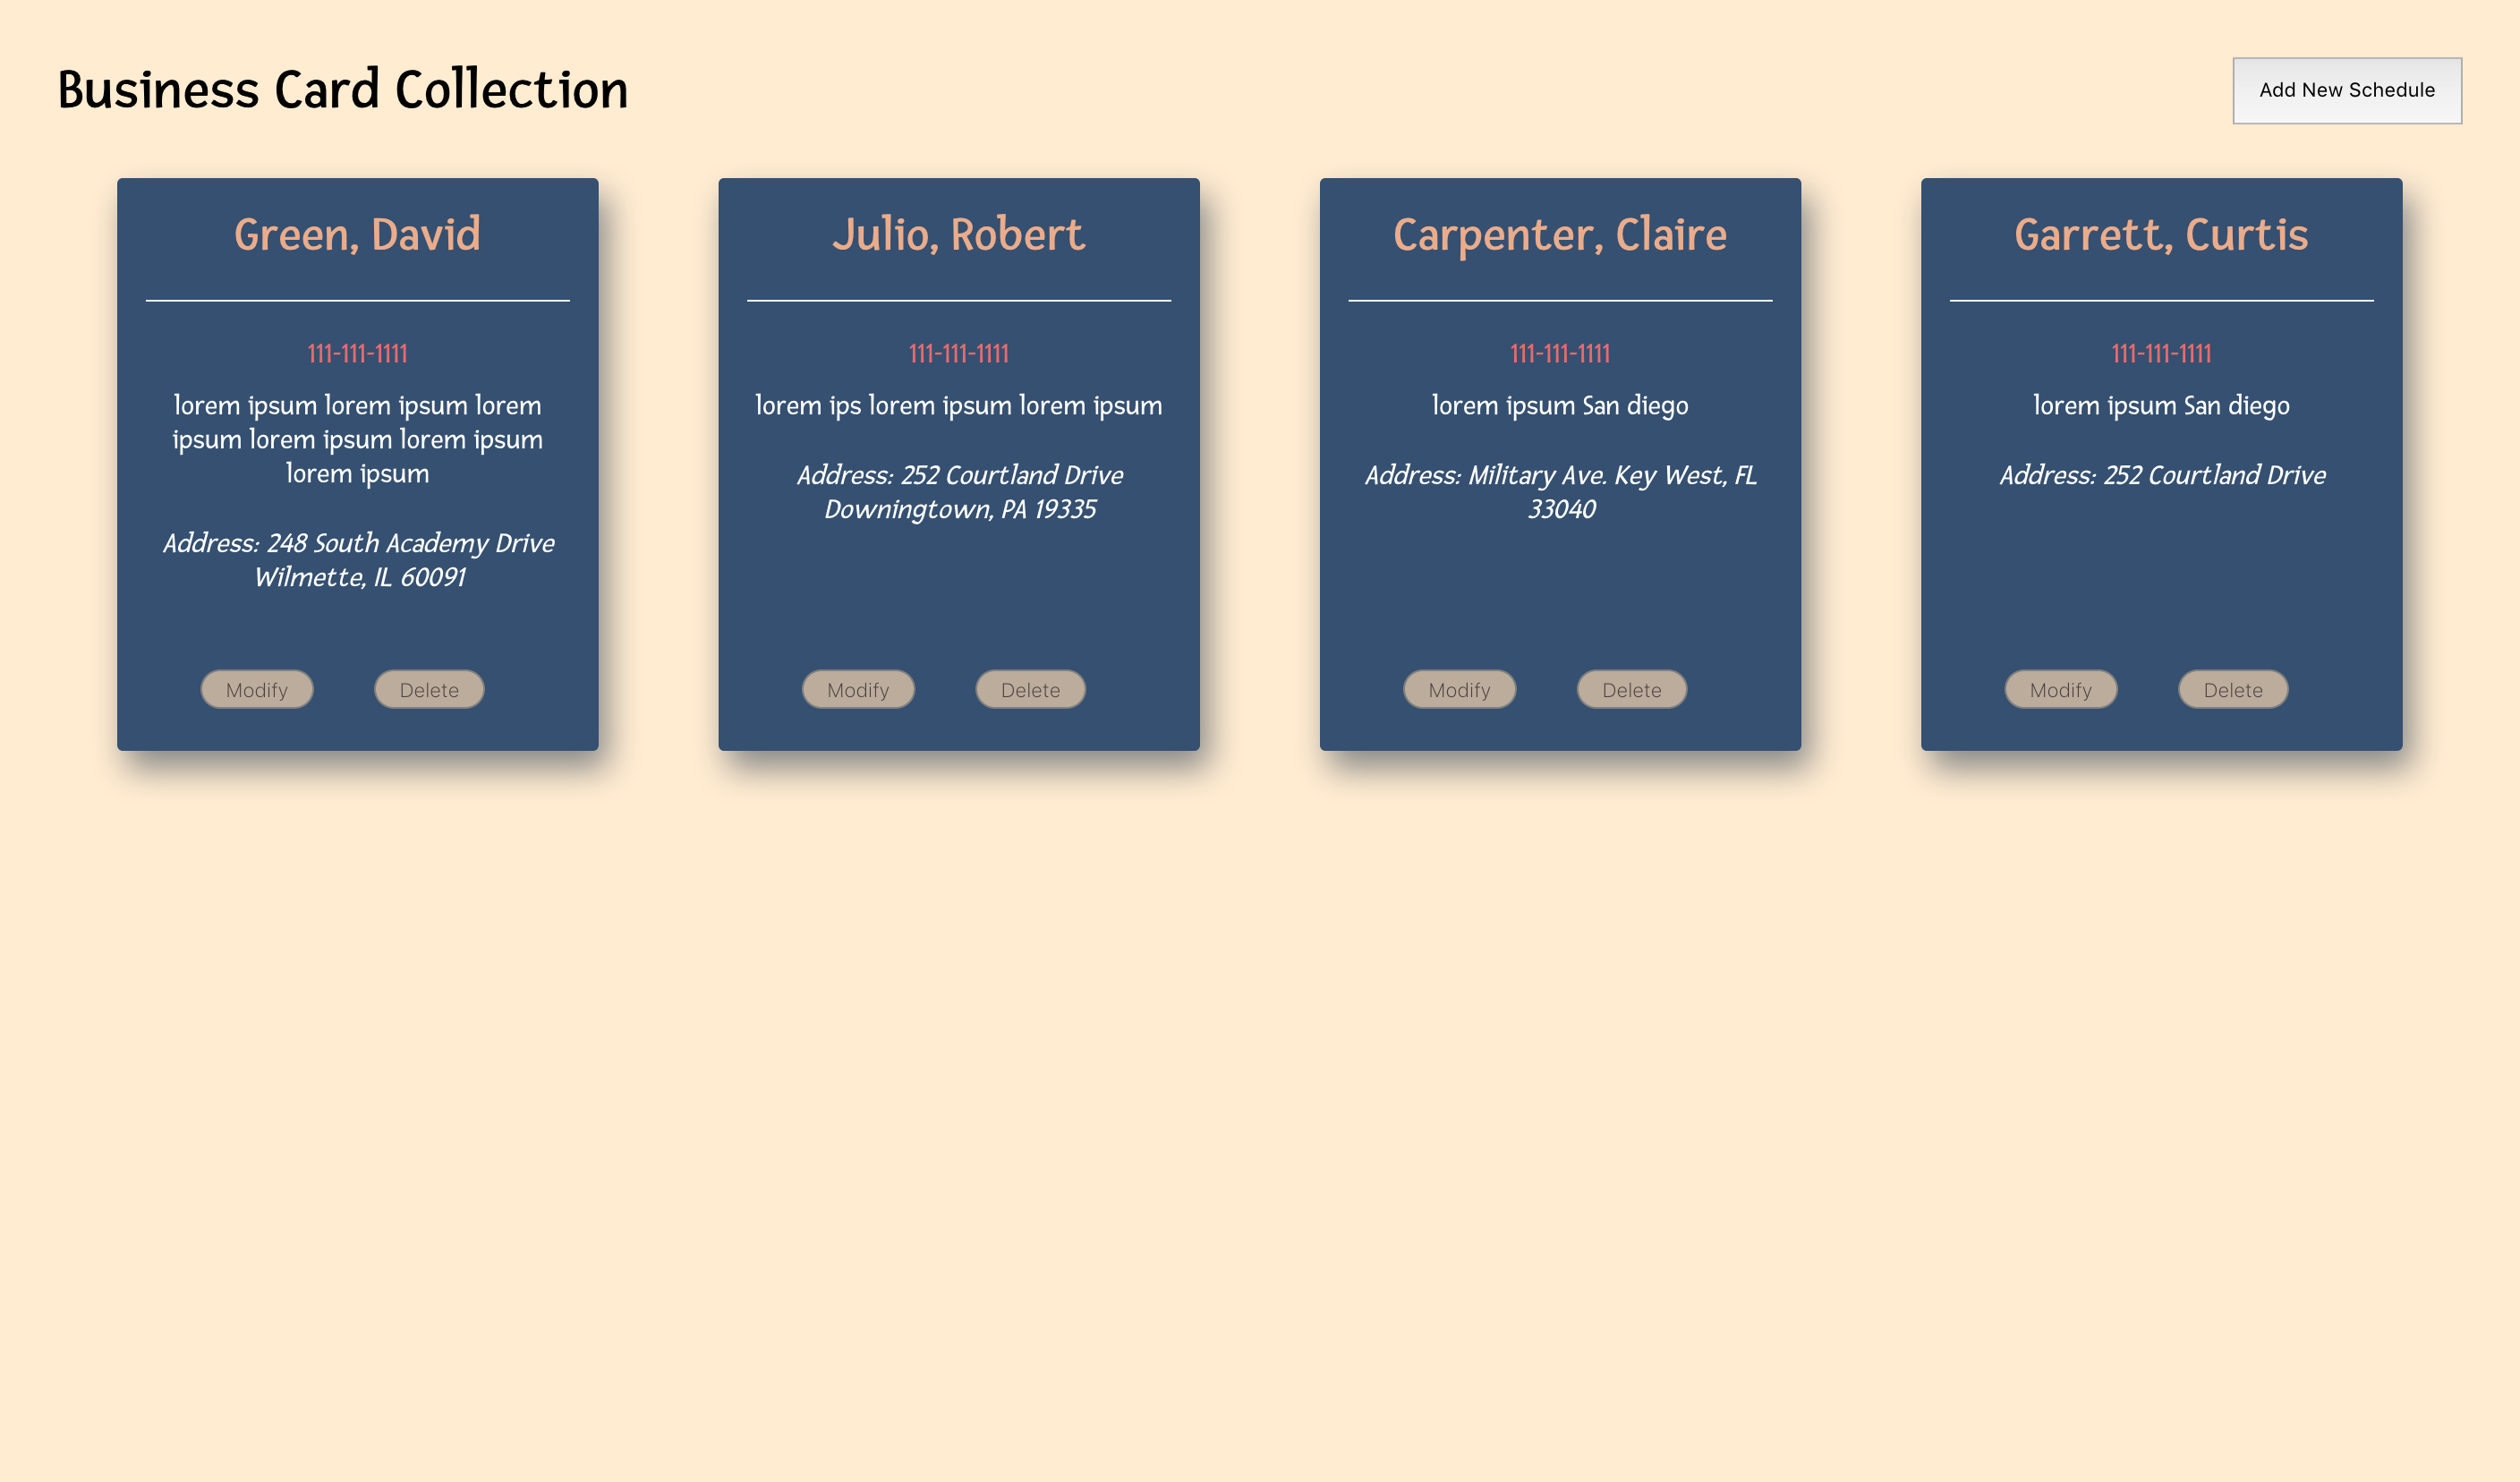 Business Card Collection
Add New Schedule
Green, David
111-111-1111
lorem ipsum lorem ipsum lorem
ipsum lorem ipsum lorem ipsum
lorem ipsum
Address: 248 South Academy Drive
Wilmette, IL 60091
Modify
Delete
Julio, Robert
111-111-1111
lorem ips lorem ipsum lorem ipsum
Address: 252 Courtland Drive
Downingtown, PA 19335
Modify
Delete
Carpenter, Claire
111-111-1111
lorem ipsum San diego
Address: Military Ave. Key West, FL
33040
Modify
Delete
Garrett, Curtis
111-111-1111
lorem ipsum San diego
Address: 252 Courtland Drive
Modify
Delete